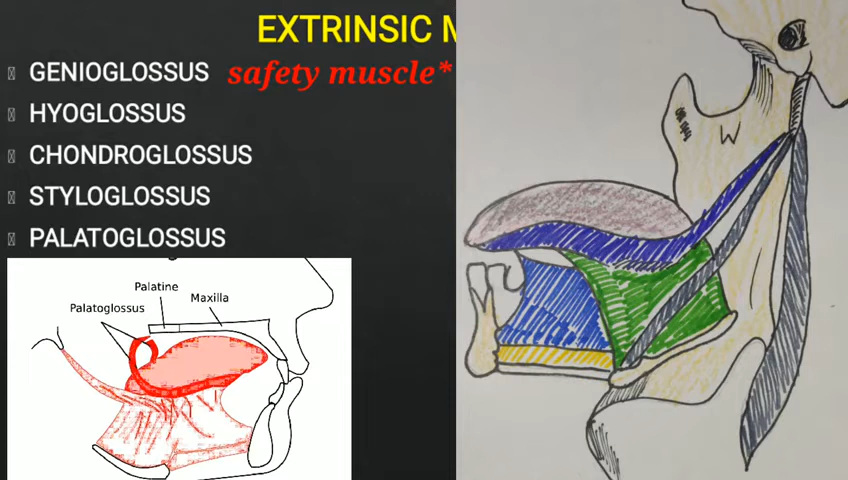 EXTRINSIC M
GENIOGLOSSUS safety muscle*
HYOGLOSSUS
CHONDROGLOSSUS
STYLOGLOSSUS
PALATOGLOSSUS
Palatine
Maxilla
Palatoglossus